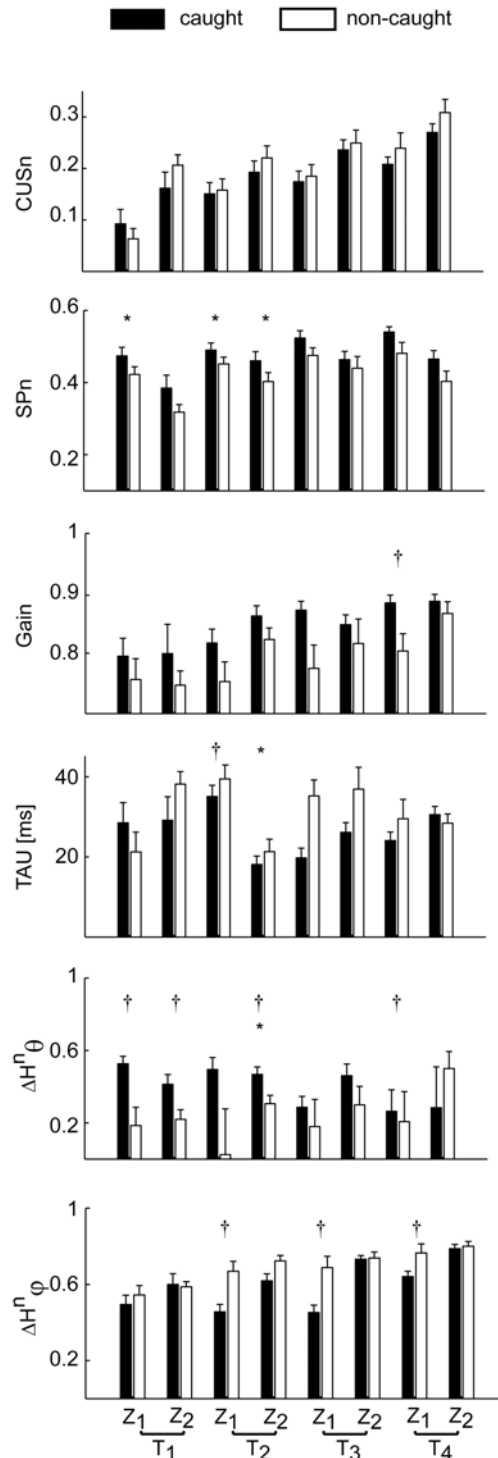 caught non-caught
0.3
0.2
0.1
CUSn
0.6
0.4
0.2
SPn
* * *
1
0.9
0.8
Gain
†
40
20
TAU [ms]
† *
1
0.6
0.2
ΔHⁿθ
† † † †
*
1
0.6
0.2
ΔHⁿφ
† † †
Z₁ Z₂ Z₁ Z₂ Z₁ Z₂ Z₁ Z₂
T₁ T₂ T₃ T₄